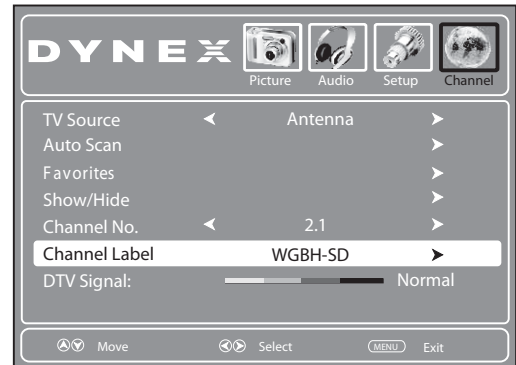 DYNEX
Picture Audio Setup Channel
TV Source Antenna
Auto Scan
Favorites
Show/Hide
Channel No. 2.1
Channel Label WGBH-SD
DTV Signal: Normal
Move Select MENU Exit